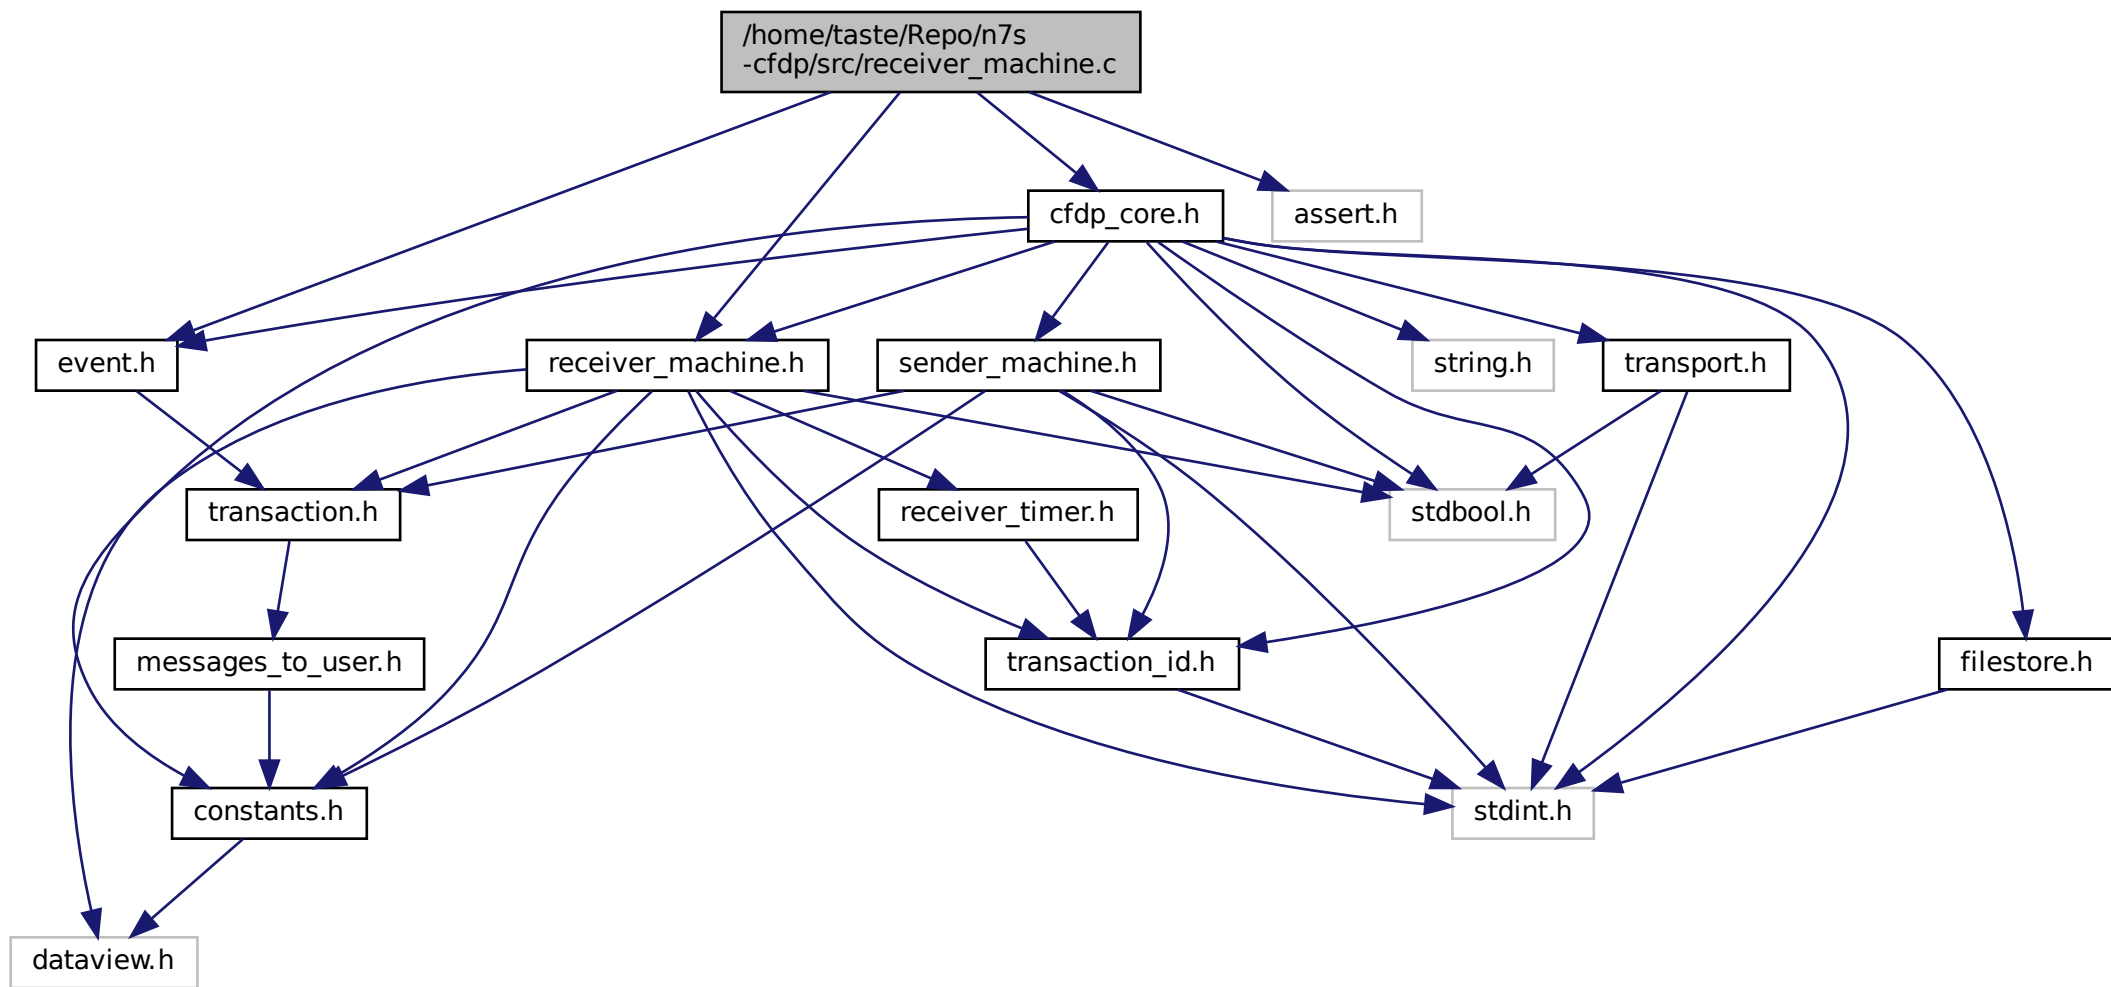 /home/taste/Repo/n7s
-cfdp/src/receiver_machine.c
cfdp_core.h
assert.h
event.h
receiver_machine.h
sender_machine.h
string.h
transport.h
transaction.h
receiver_timer.h
stdbool.h
messages_to_user.h
transaction_id.h
filestore.h
constants.h
stdint.h
dataview.h